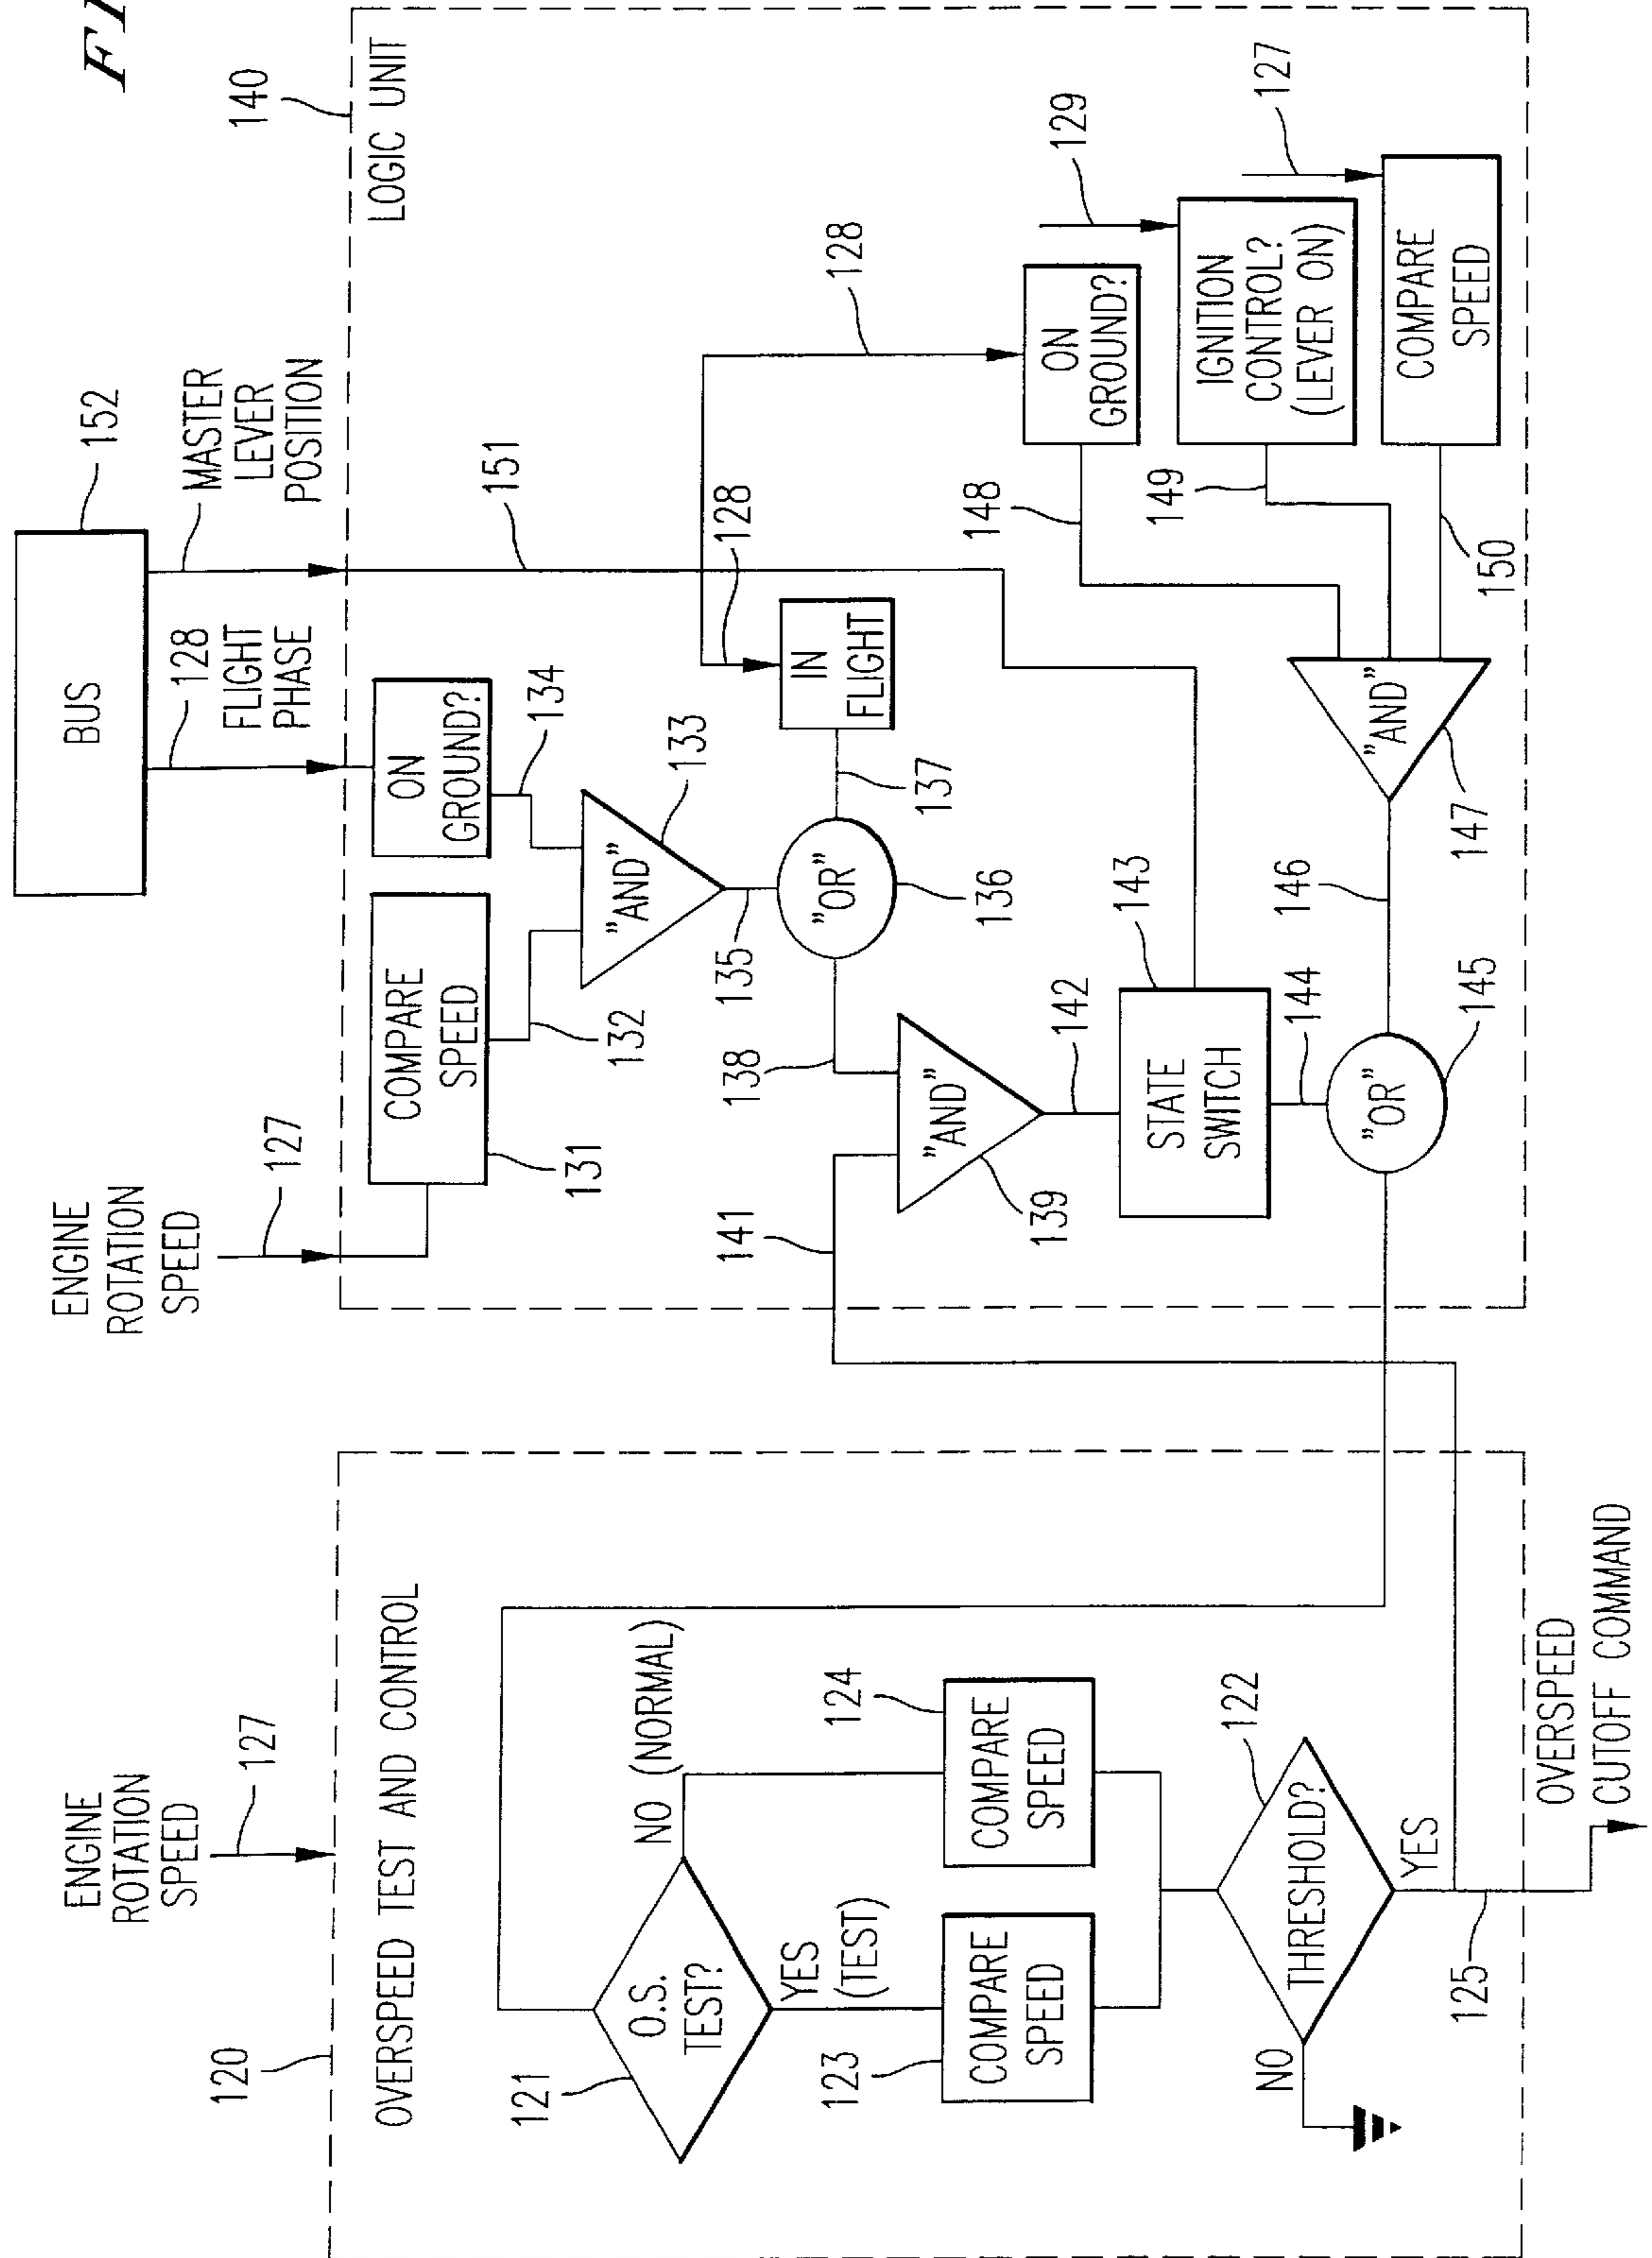 FI
ENGINE
ROTATION
SPEED
127
120
OVERSPEED TEST AND CONTROL
O.S.
TEST?
121
NO (NORMAL)
YES
(TEST)
COMPARE
SPEED
123
COMPARE
SPEED
124
THRESHOLD?
122
NO
YES
125
OVERSPEED
CUTOFF COMMAND
ENGINE
ROTATION
SPEED
127
BUS
152
128
FLIGHT
PHASE
MASTER
LEVER
POSITION
140
LOGIC UNIT
COMPARE
SPEED
131
ON
GROUND?
132
134
"AND"
133
135
"OR"
136
137
IN
FLIGHT
128
151
128
138
141
"AND"
139
142
STATE
SWITCH
143
144
"OR"
145
146
"AND"
147
148
149
150
ON
GROUND?
129
IGNITION
CONTROL?
(LEVER ON)
127
COMPARE
SPEED